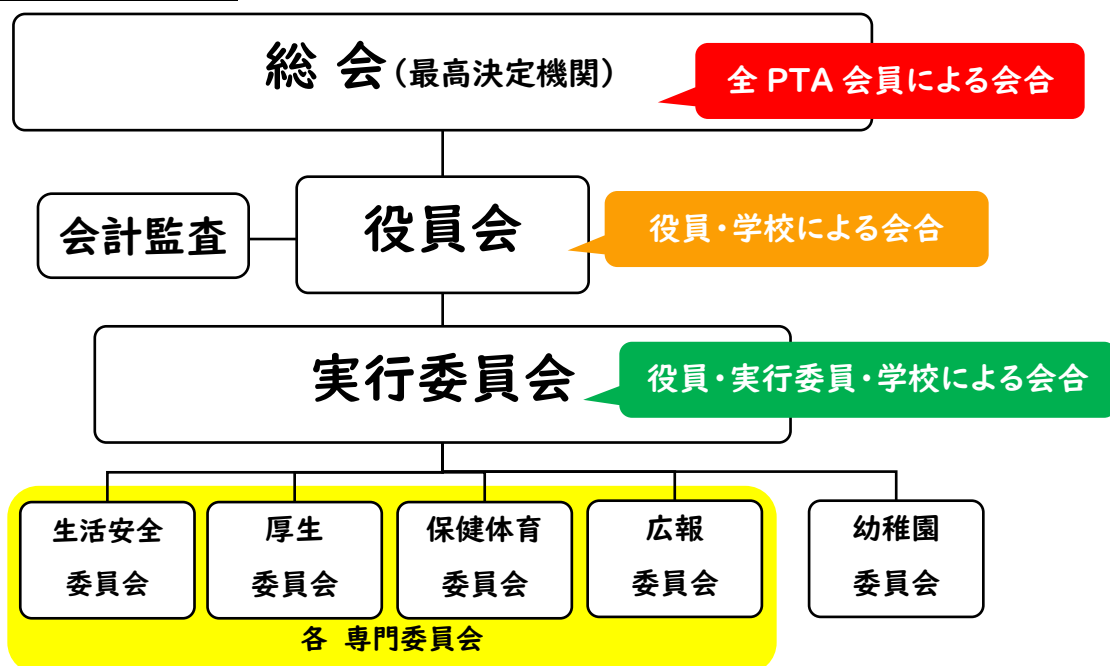 総 会(最高決定機関)
全 PTA 会員による会合
会計監査
役員会
役員・学校による会合
実行委員会
役員・実行委員・学校による会合
生活安全
委員会
厚生
委員会
保健体育
委員会
広報
委員会
幼稚園
委員会
各 専門委員会